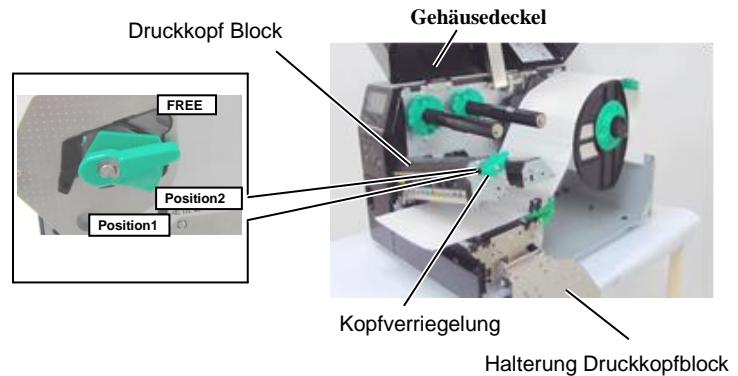 Gehäusedeckel
Druckkopf Block
FREE
Position2
Position1
Kopfverriegelung
Halterung Druckkopfblock